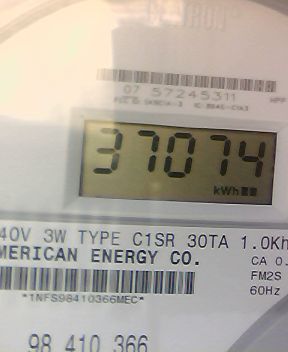 07 57245311
37074
kWh
40V 3W TYPE C1SR 30TA 1.0Kh
MERICAN ENERGY CO.
CA 0.
FM2S
60Hz
*1NFS98410366MEC*
98 410 366